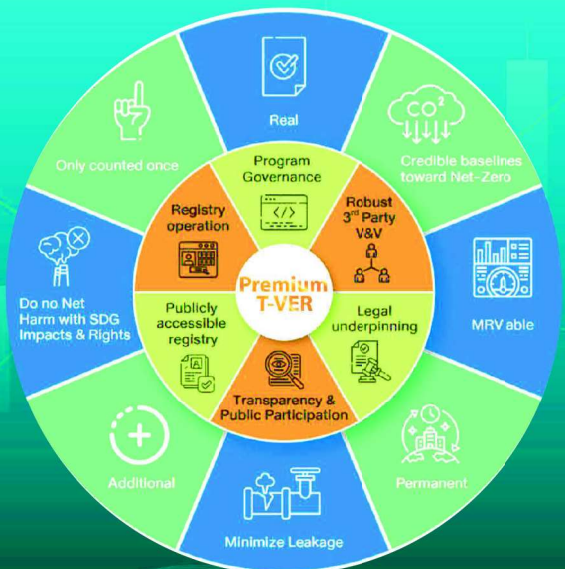 Real
CO²
Credible baselines
toward Net-Zero
MRVable
Permanent
Minimize Leakage
Additional
Do no Net
Harm with SDG
Impacts & Rights
Only counted once
Program
Governance
</>
Robust
3rd Party
V&V
Legal
underpinning
Transparency &
Public Participation
Publicly
accessible
registry
A
Registry
operation
Premium
T-VER